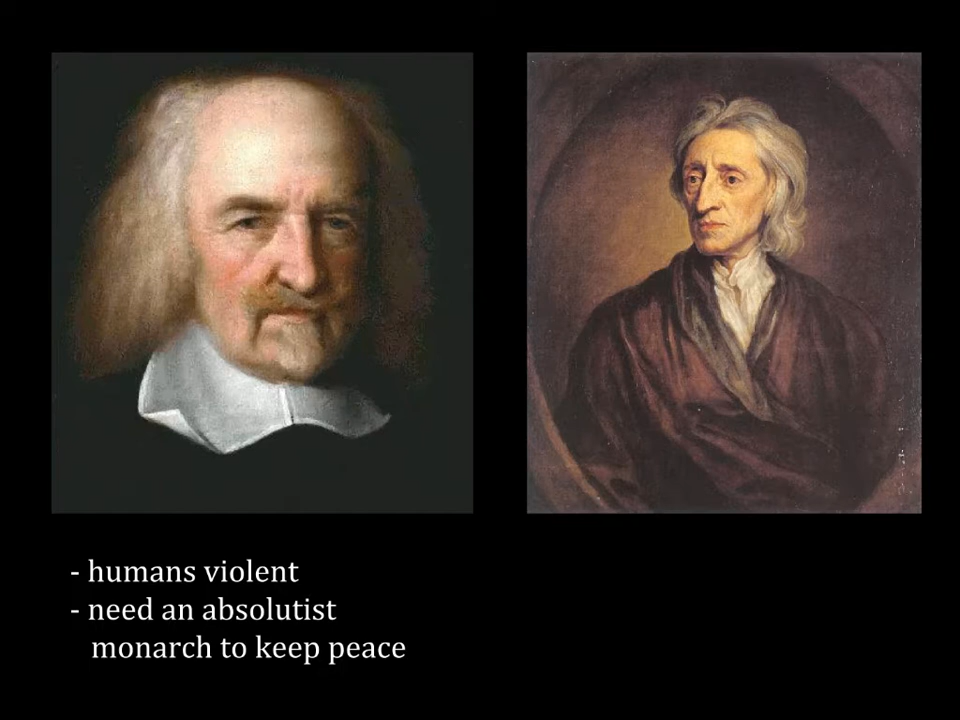 - humans violent
- need an absolutist
monarch to keep peace